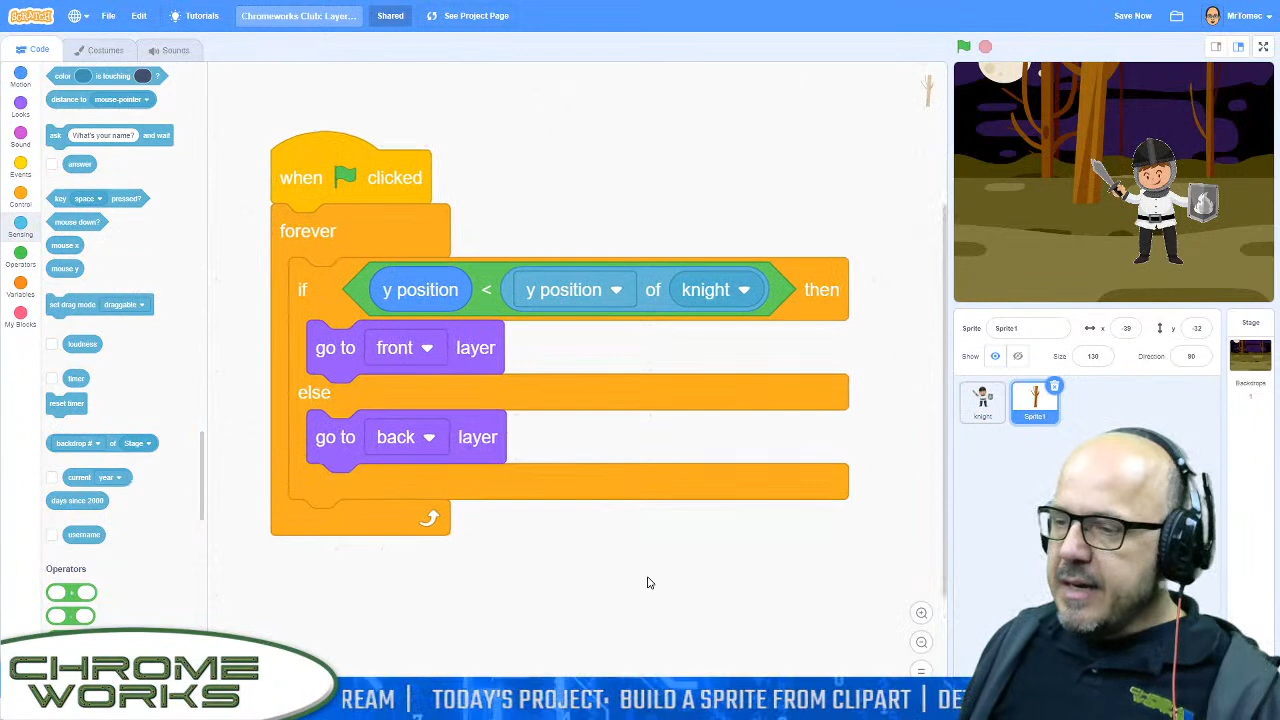 SCRATCH
File
Edit
Tutorials
Chromeworks Club: Layer...
Shared
See Project Page
Save Now
MrTomec
Code
Costumes
Sounds
Motion
Looks
Sound
Events
Control
Sensing
Operators
Variables
My Blocks
color is touching ?
distance to mouse-pointer
ask What's your name? and wait
answer
key space pressed?
mouse down?
mouse x
mouse y
set drag mode draggable
loudness
timer
reset timer
backdrop # of Stage
current year
days since 2000
username
Operators
when clicked
forever
if y position < y position of knight then
go to front layer
else
go to back layer
Sprite Sprite1 x -39 y -32
Show Size 130 Direction 90
knight
Sprite1
Stage
Backdrops
1
CHROME
WORKS
REAM | TODAY'S PROJECT: BUILD A SPRITE FROM CLIPART | DE